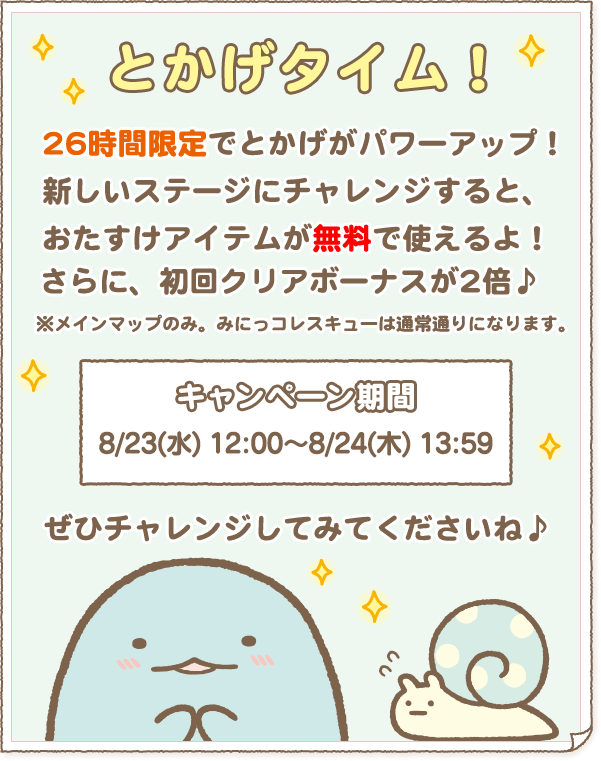 とかげタイム！
26時間限定でとかげがパワーアップ！
新しいステージにチャレンジすると、
おたすけアイテムが無料で使えるよ！
さらに、初回クリアボーナスが2倍♪
※メインマップのみ。みにっコレスキューは通常通りになります。
キャンペーン期間
8/23(水) 12:00～8/24(木) 13:59
ぜひチャレンジしてみてくださいね♪